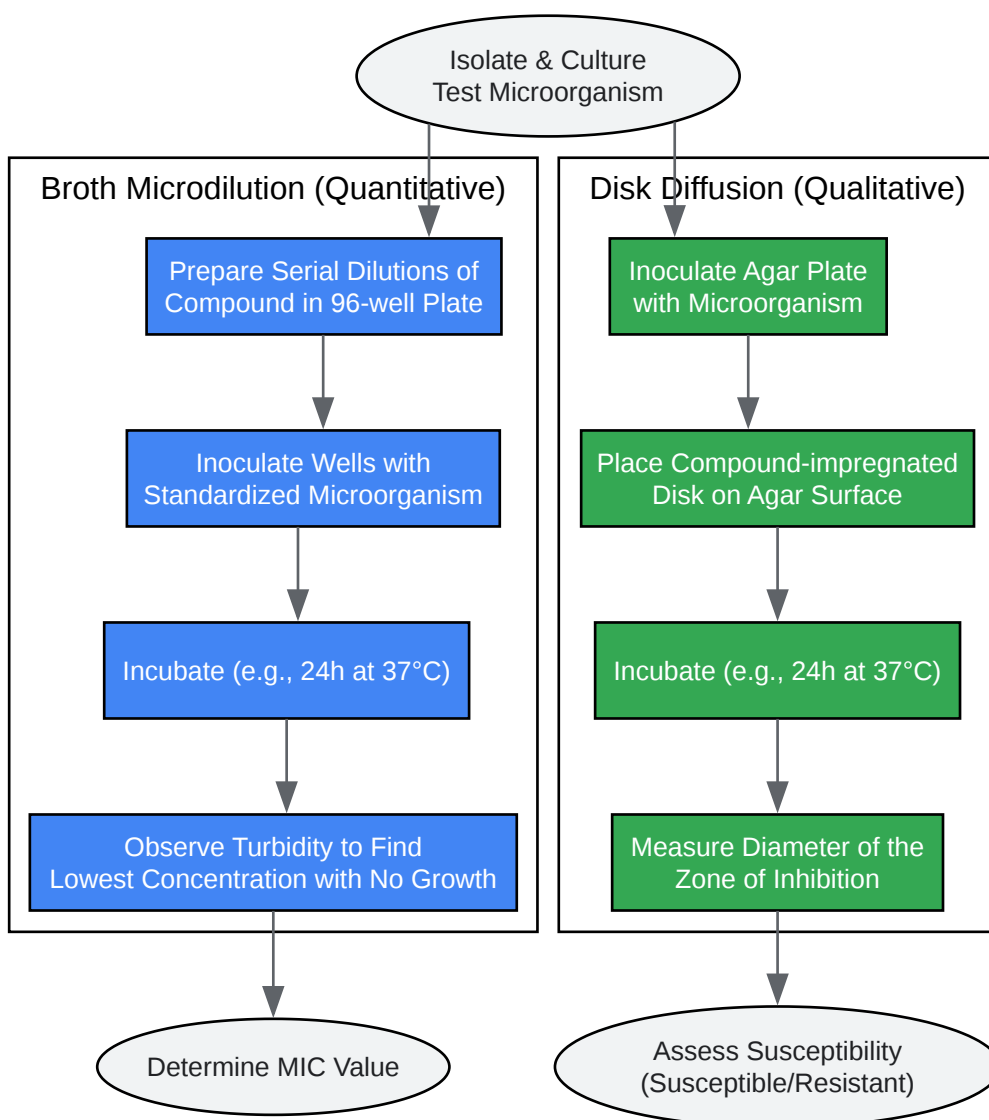 Isolate & Culture
Test Microorganism
Broth Microdilution (Quantitative)
Prepare Serial Dilutions of
Compound in 96-well Plate
Inoculate Wells with
Standardized Microorganism
Incubate (e.g., 24h at 37°C)
Observe Turbidity to Find
Lowest Concentration with No Growth
Determine MIC Value
Disk Diffusion (Qualitative)
Inoculate Agar Plate
with Microorganism
Place Compound-impregnated
Disk on Agar Surface
Incubate (e.g., 24h at 37°C)
Measure Diameter of the
Zone of Inhibition
Assess Susceptibility
(Susceptible/Resistant)